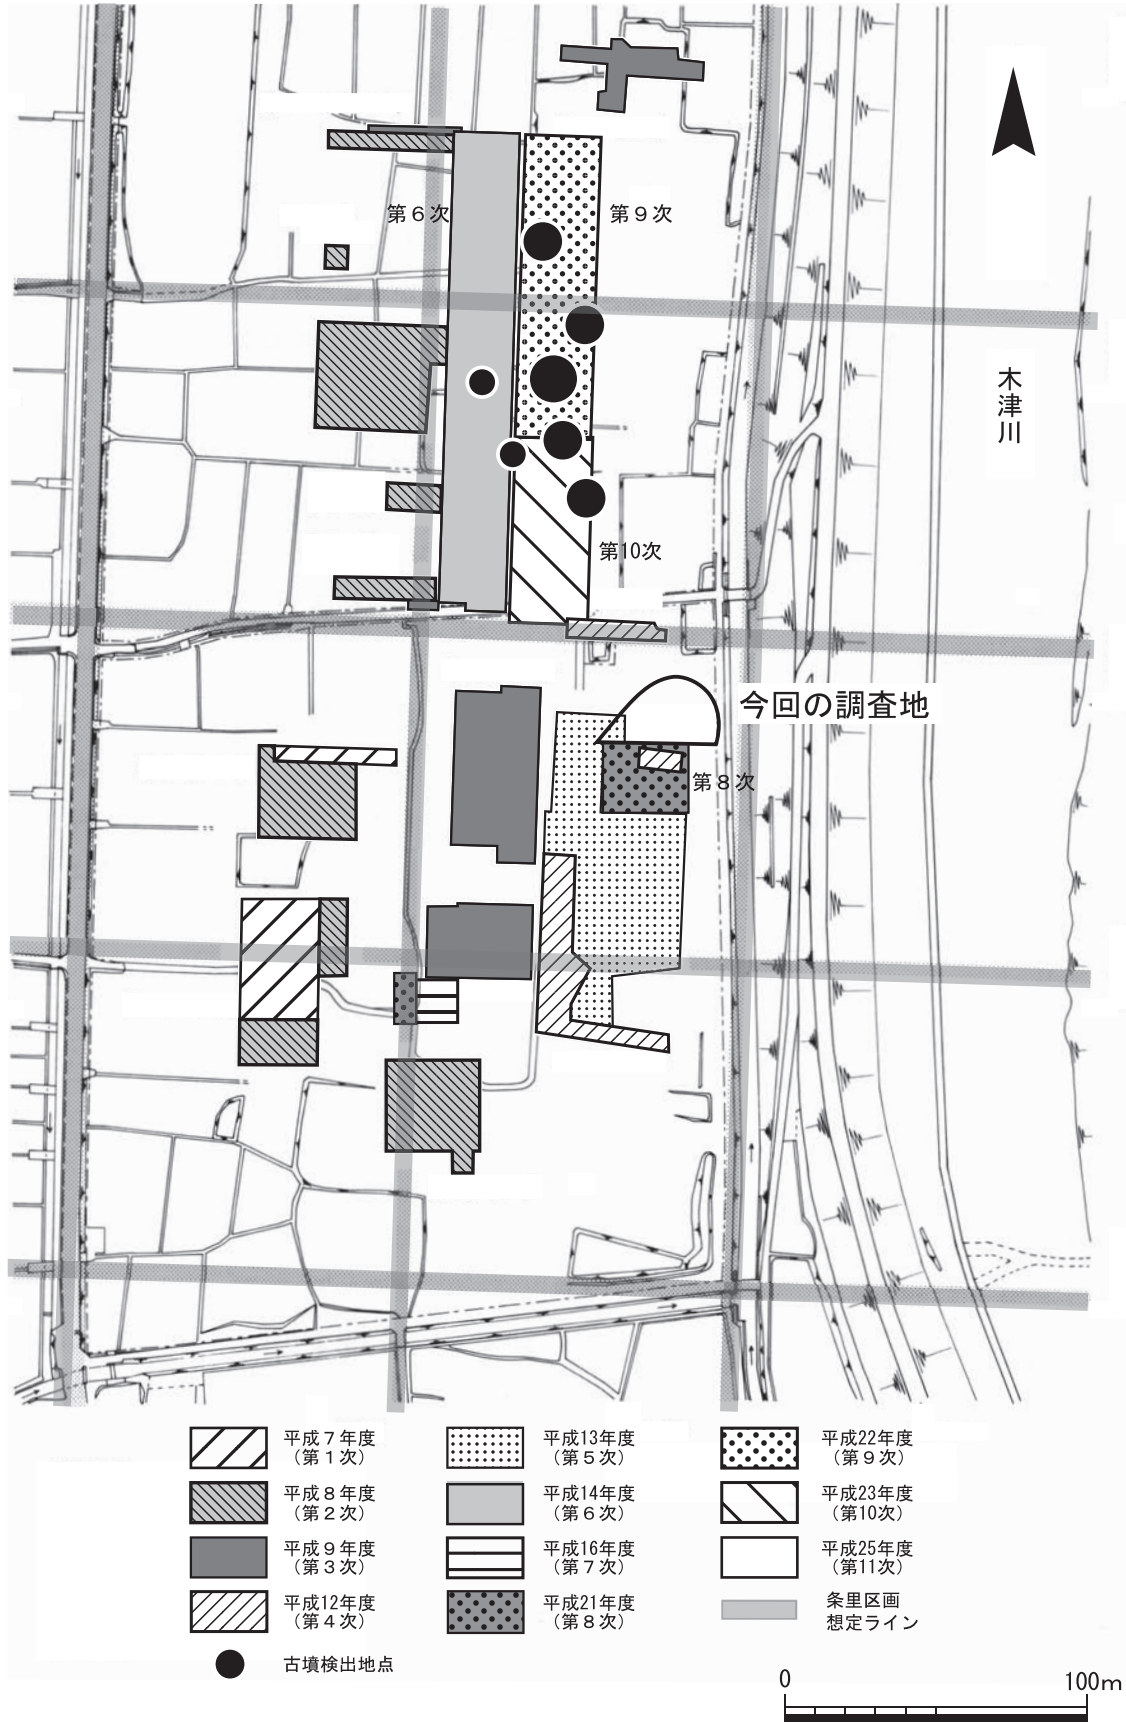 第６次
第９次
木
津
川
第10次
今回の調査地
第８次
平成７年度
（第１次）
平成８年度
（第２次）
平成９年度
（第３次）
平成12年度
（第４次）
古墳検出地点
平成13年度
（第５次）
平成14年度
（第６次）
平成16年度
（第７次）
平成21年度
（第８次）
平成22年度
（第９次）
平成23年度
（第10次）
平成25年度
（第11次）
条里区画
想定ライン
0
100m